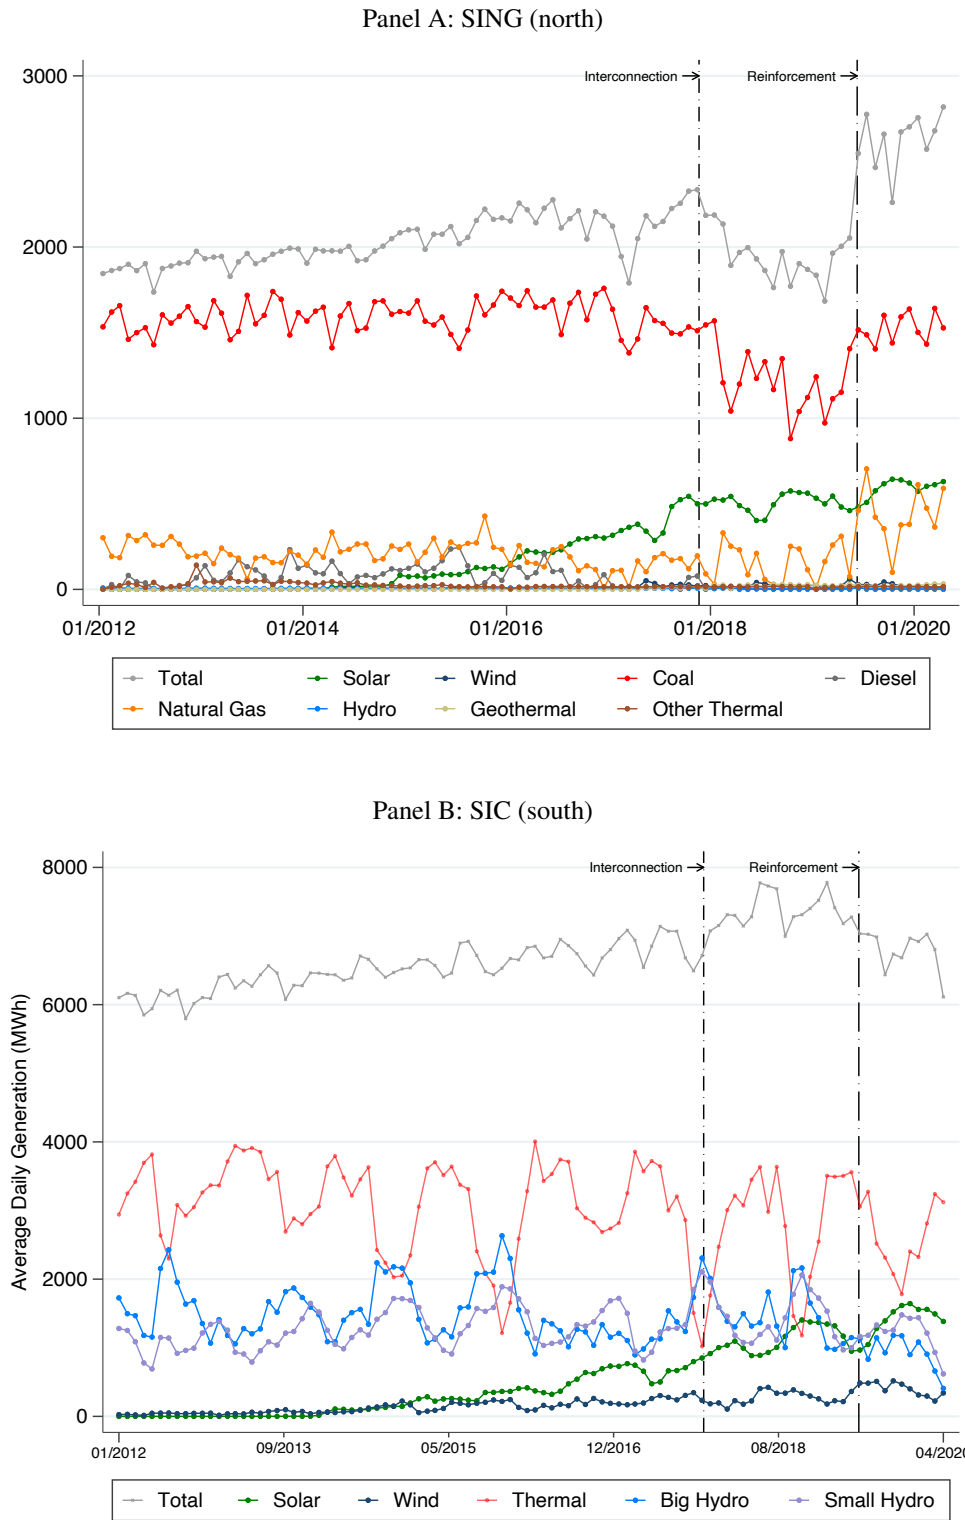 Panel A: SING (north)
Interconnection
Reinforcement
3000
2000
1000
0
01/2012
01/2014
01/2016
01/2018
01/2020
Total
Solar
Wind
Coal
Diesel
Natural Gas
Hydro
Geothermal
Other Thermal
Panel B: SIC (south)
Interconnection
Reinforcement
Average Daily Generation (MWh)
8000
6000
4000
2000
0
01/2012
09/2013
05/2015
12/2016
08/2018
04/2020
Total
Solar
Wind
Thermal
Big Hydro
Small Hydro